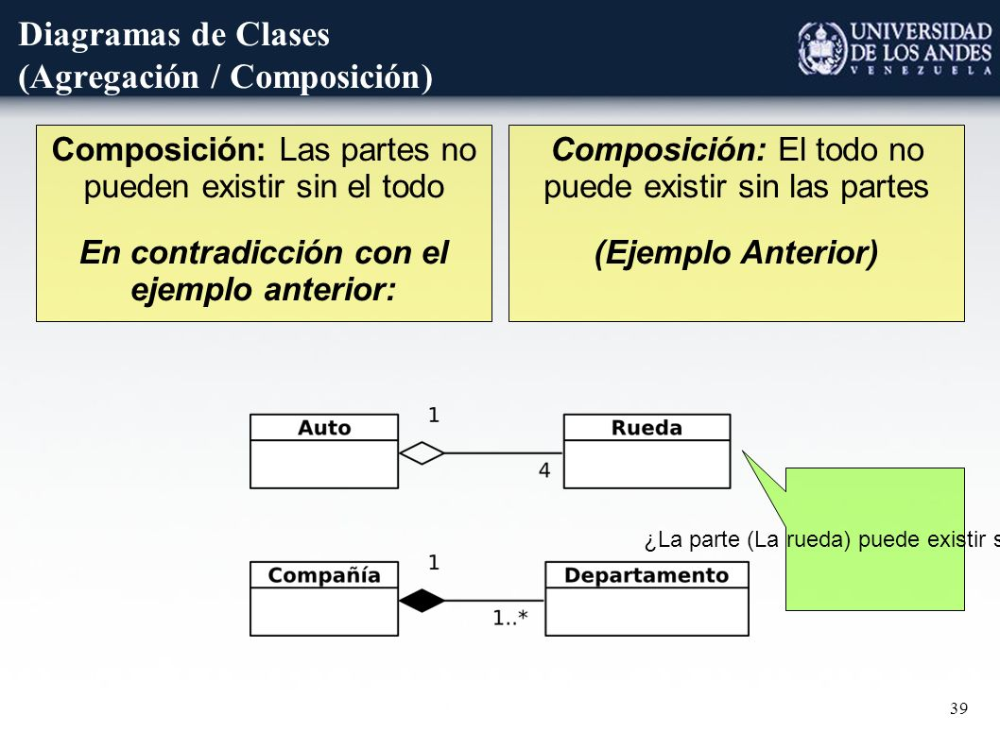 Diagramas de Clases
(Agregación / Composición)
UNIVERSIDAD
DE LOS ANDES
VENEZUELA
Composición: Las partes no
pueden existir sin el todo
En contradicción con el
ejemplo anterior:
Composición: El todo no
puede existir sin las partes
(Ejemplo Anterior)
Auto
1
4
Rueda
¿La parte (La rueda) puede existir s
Compañía
1
1..*
Departamento
39